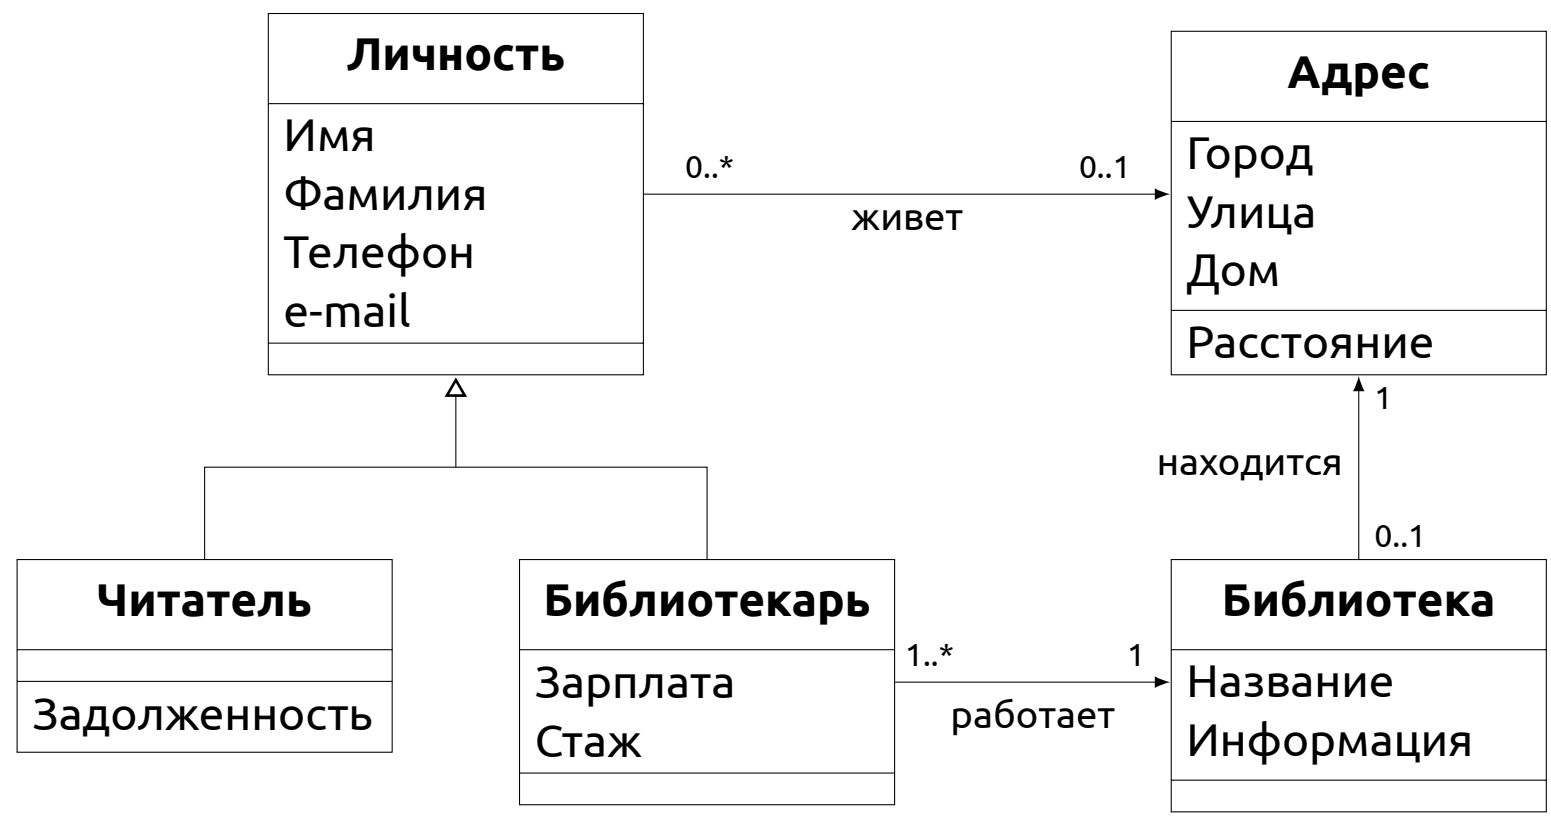 Личность
Имя
Фамилия
Телефон
e-mail
0..*
0..1
живет
Адрес
Город
Улица
Дом
Расстояние
1
находится
0..1
Читатель
Задолженность
Библиотекарь
Зарплата
Стаж
1..*
1
работает
Библиотека
Название
Информация